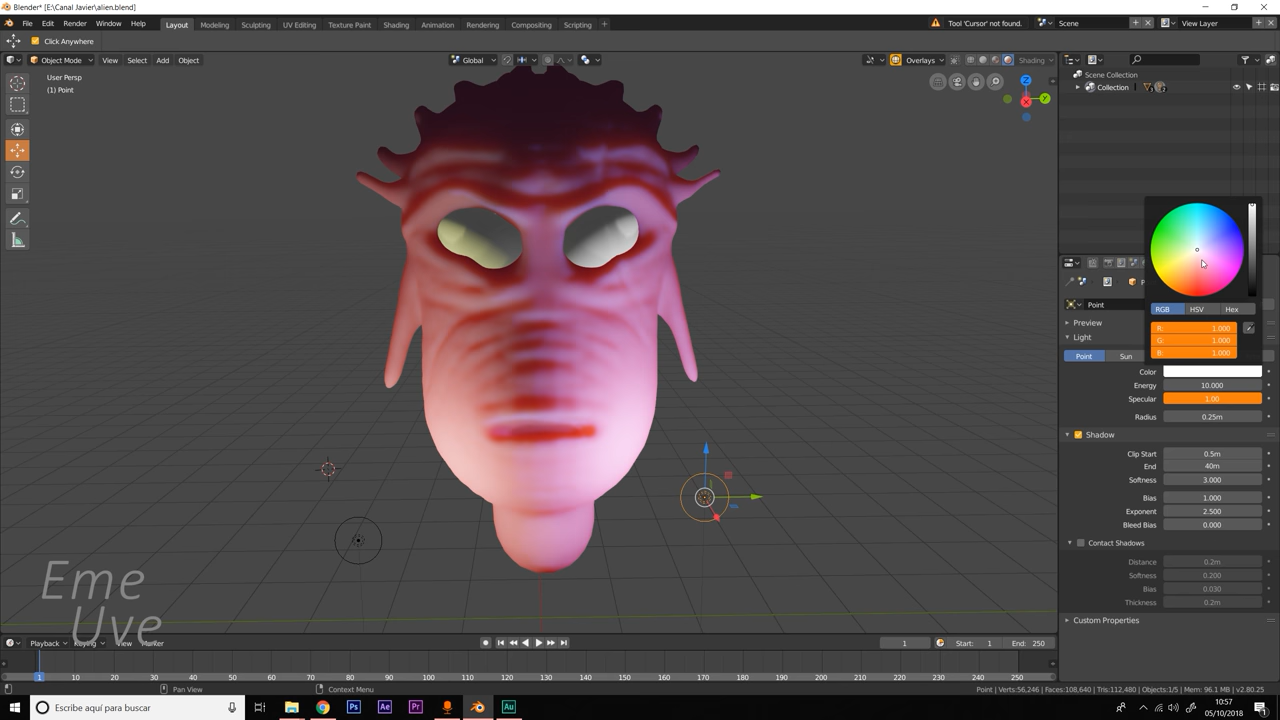 Blender* [E:\Canal Javier\alien.blend]
File Edit Render Window Help Layout Modeling Sculpting UV Editing Texture Paint Shading Animation Rendering Compositing Scripting + Tool 'Cursor' not found. Scene View Layer
Click Anywhere
Object Mode View Select Add Object Global Overlays Shading
User Persp
(1) Point
Scene Collection
Collection
RGB HSV Hex
Point
R: 1.000
Preview
G: 1.000
Light
B: 1.000
Point Sun
Color
Energy 10.000
Specular 1.00
Radius 0.25m
Shadow
Clip Start 0.5m
End 40m
Softness 3.000
Bias 1.000
Exponent 2.500
Bleed Bias 0.000
Contact Shadows
Distance 0.2m
Softness 0.200
Bias 0.030
Thickness 0.2m
Custom Properties
Eme
Uve
Playback Keying View Marker 1 Start: 1 End: 250
1 10 20 30 40 50 60 70 80 90 100 110 120 130 140 150 160 170 180 190 200 210 220 230 240 250
Pan View Context Menu Point | Verts:56,246 | Faces:108,640 | Tris:112,480 | Objects:1/5 | Mem: 96.1 MB | v2.80.25
Escribe aquí para buscar Ps Ae Pr Au 10:57
05/10/2018